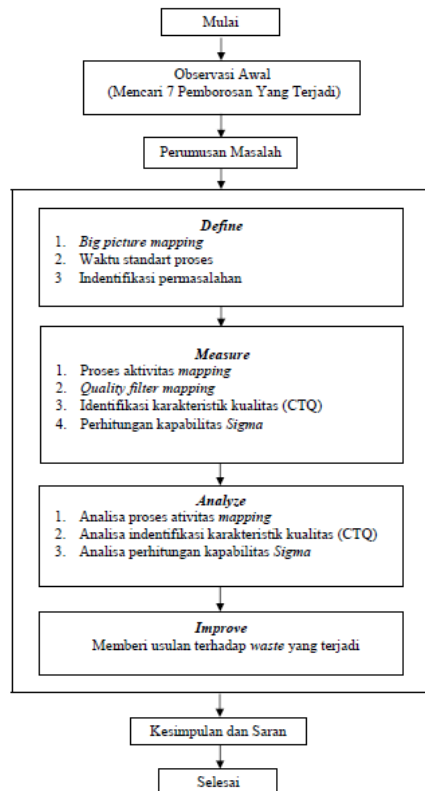 Mulai
Observasi Awal
(Mencari 7 Pemborosan Yang Terjadi)
Perumusan Masalah
Define
1. Big picture mapping
2. Waktu standart proses
3 Indentifikasi permasalahan
Measure
1. Proses aktivitas mapping
2. Quality filter mapping
3. Identifikasi karakteristik kualitas (CTQ)
4. Perhitungan kapabilitas Sigma
Analyze
1. Analisa proses ativitas mapping
2. Analisa indentifikasi karakteristik kualitas (CTQ)
3. Analisa perhitungan kapabilitas Sigma
Improve
Memberi usulan terhadap waste yang terjadi
Kesimpulan dan Saran
Selesai